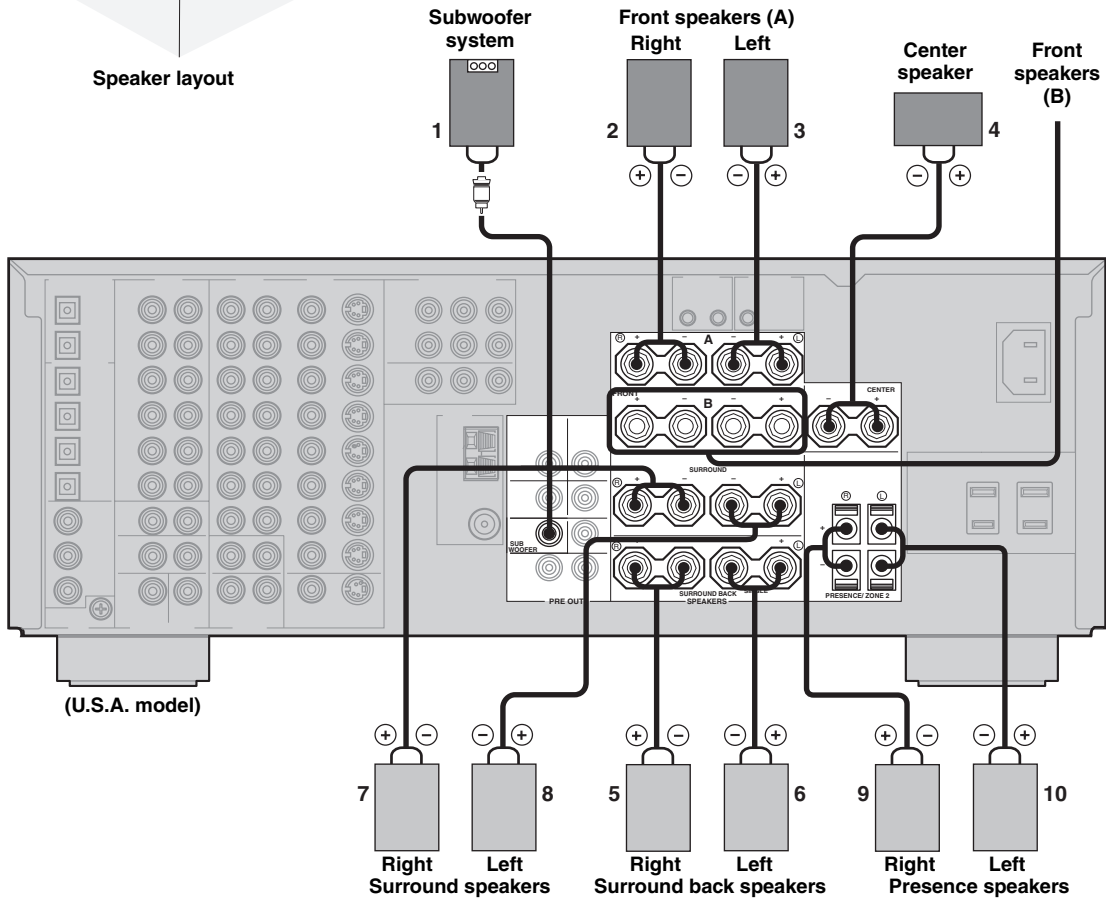 Speaker layout
Subwoofer
system
1
Front speakers (A)
Right
Left
2
3
Center
speaker
4
Front
speakers
(B)
+ − − +
− +
R + − A − + L
FRONT
+ − B − +
CENTER
− +
SURROUND
R + − − + L
SUB
WOOFER
R + + L
SURROUND BACK
SINGLE
SPEAKERS
PRE OUT
R L
+
−
PRESENCE/ ZONE 2
(U.S.A. model)
+ − − + + − − + + − − +
7
8
5
6
9
10
Right
Left
Surround speakers
Right
Left
Surround back speakers
Right
Left
Presence speakers